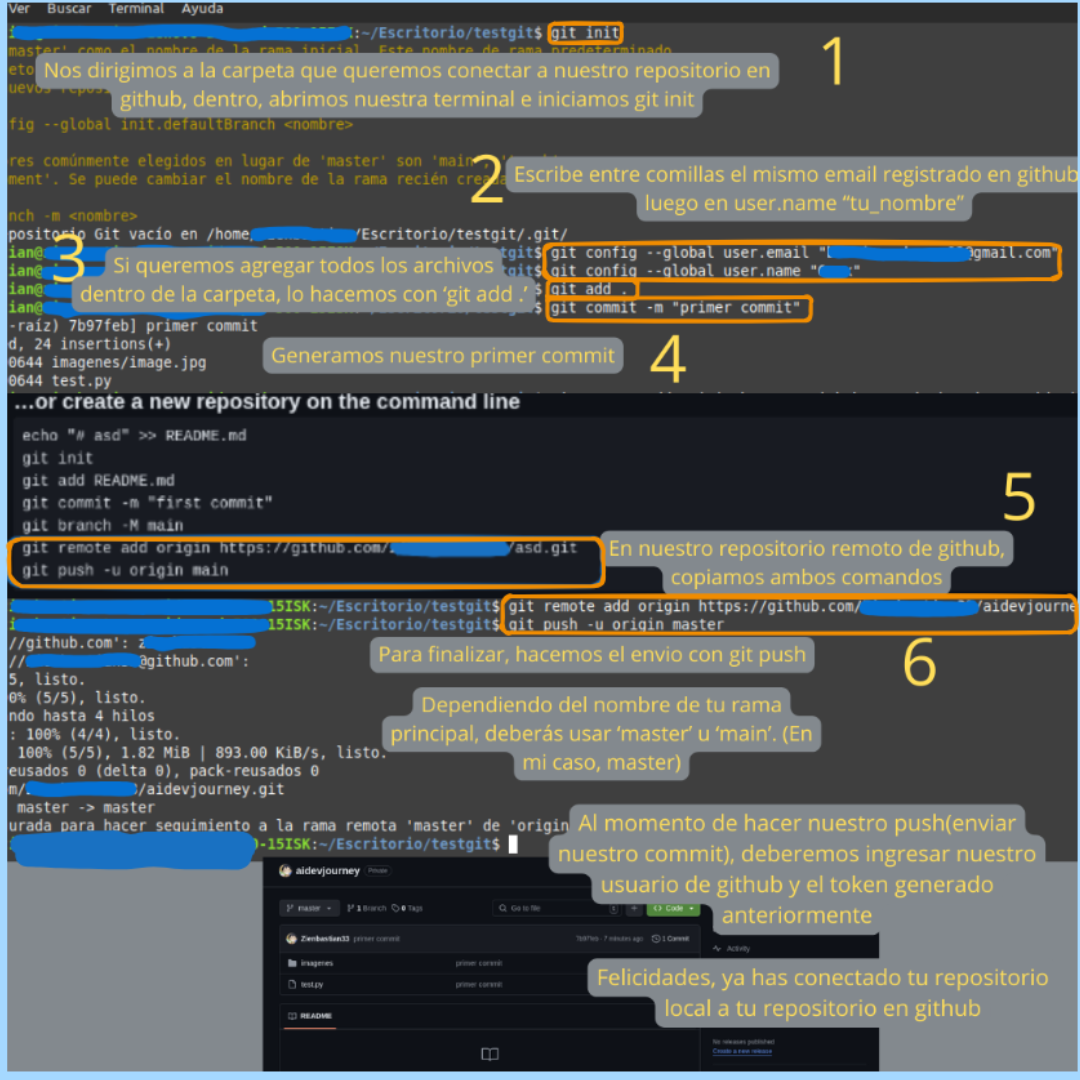 Ver Buscar Terminal Ayuda
:~/Escritorio/testgit$ git init
master' como el nombre de la rama inicial. Este nombre de rama predeterminado
1
Nos dirigimos a la carpeta que queremos conectar a nuestro repositorio en
github, dentro, abrimos nuestra terminal e iniciamos git init
fig --global init.defaultBranch <nombre>
res comúnmente elegidos en lugar de 'master' son 'main',
ment'. Se puede cambiar el nombre de la rama recién
2
Escribe entre comillas el mismo email registrado en github
luego en user.name “tu_nombre”
nch -m <nombre>
positorio Git vacío en /home/ /Escritorio/testgit/.git/
3
ian@ tgit$ git config --global user.email " @gmail.com"
ian@ tgit$ git config --global user.name " "
Si queremos agregar todos los archivos
dentro de la carpeta, lo hacemos con ‘git add .’
ian@ $ git add .
ian@ tgit$ git commit -m "primer commit"
-raíz) 7b97feb] primer commit
d, 24 insertions(+)
0644 imagenes/image.jpg
0644 test.py
Generamos nuestro primer commit
4
...or create a new repository on the command line
echo "# asd" >> README.md
git init
git add README.md
git commit -m "first commit"
git branch -M main
git remote add origin https://github.com/ /asd.git
git push -u origin main
5
En nuestro repositorio remoto de github,
copiamos ambos comandos
15ISK:~/Escritorio/testgit$ git remote add origin https://github.com/ /aidevjourne
15ISK:~/Escritorio/testgit$ git push -u origin master
//github.com': z
// @github.com':
5, listo.
0% (5/5), listo.
ndo hasta 4 hilos
: 100% (4/4), listo.
100% (5/5), 1.82 MiB | 893.00 KiB/s, listo.
eusados 0 (delta 0), pack-reusados 0
m/ /aidevjourney.git
master -> master
urada para hacer seguimiento a la rama remota 'master' de 'origin
-15ISK:~/Escritorio/testgit$
Para finalizar, hacemos el envio con git push
6
Dependiendo del nombre de tu rama
principal, deberás usar ‘master’ u ‘main’. (En
mi caso, master)
Al momento de hacer nuestro push(enviar
nuestro commit), deberemos ingresar nuestro
usuario de github y el token generado
anteriormente
aidevjourney Private
master 1 Branch 0 Tags Go to file Code
Zienbastian33 primer commit 7b97feb · 7 minutes ago 1 Commit
Activity
imagenes primer commit
test.py primer commit
README
Felicidades, ya has conectado tu repositorio
local a tu repositorio en github
No releases published
Create a new release